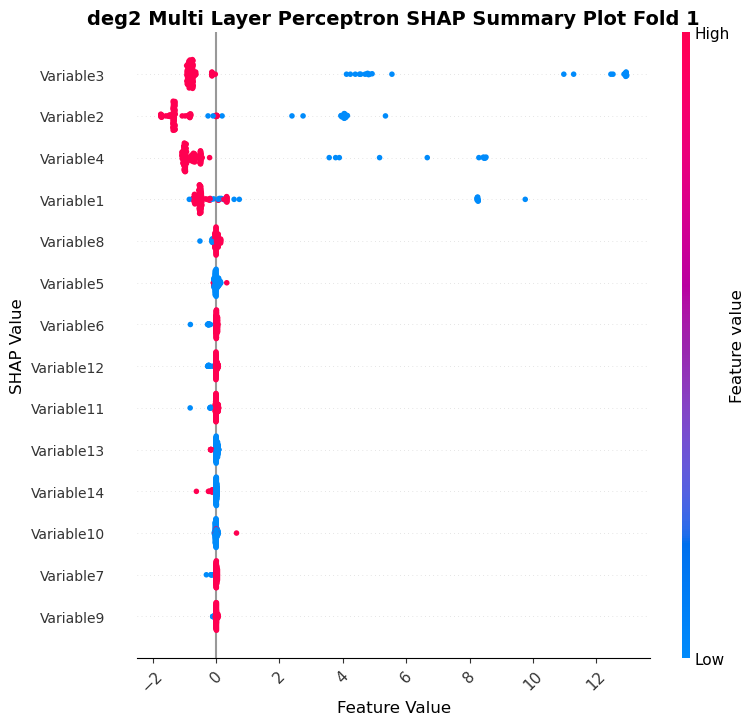 deg2 Multi Layer Perceptron SHAP Summary Plot Fold 1
High
Variable3
Variable2
Variable4
Variable1
Variable8
Variable5
Variable6
Variable12
Variable11
Variable13
Variable14
Variable10
Variable7
Variable9
SHAP Value
Feature value
Low
−2 0 2 4 6 8 10 12
Feature Value